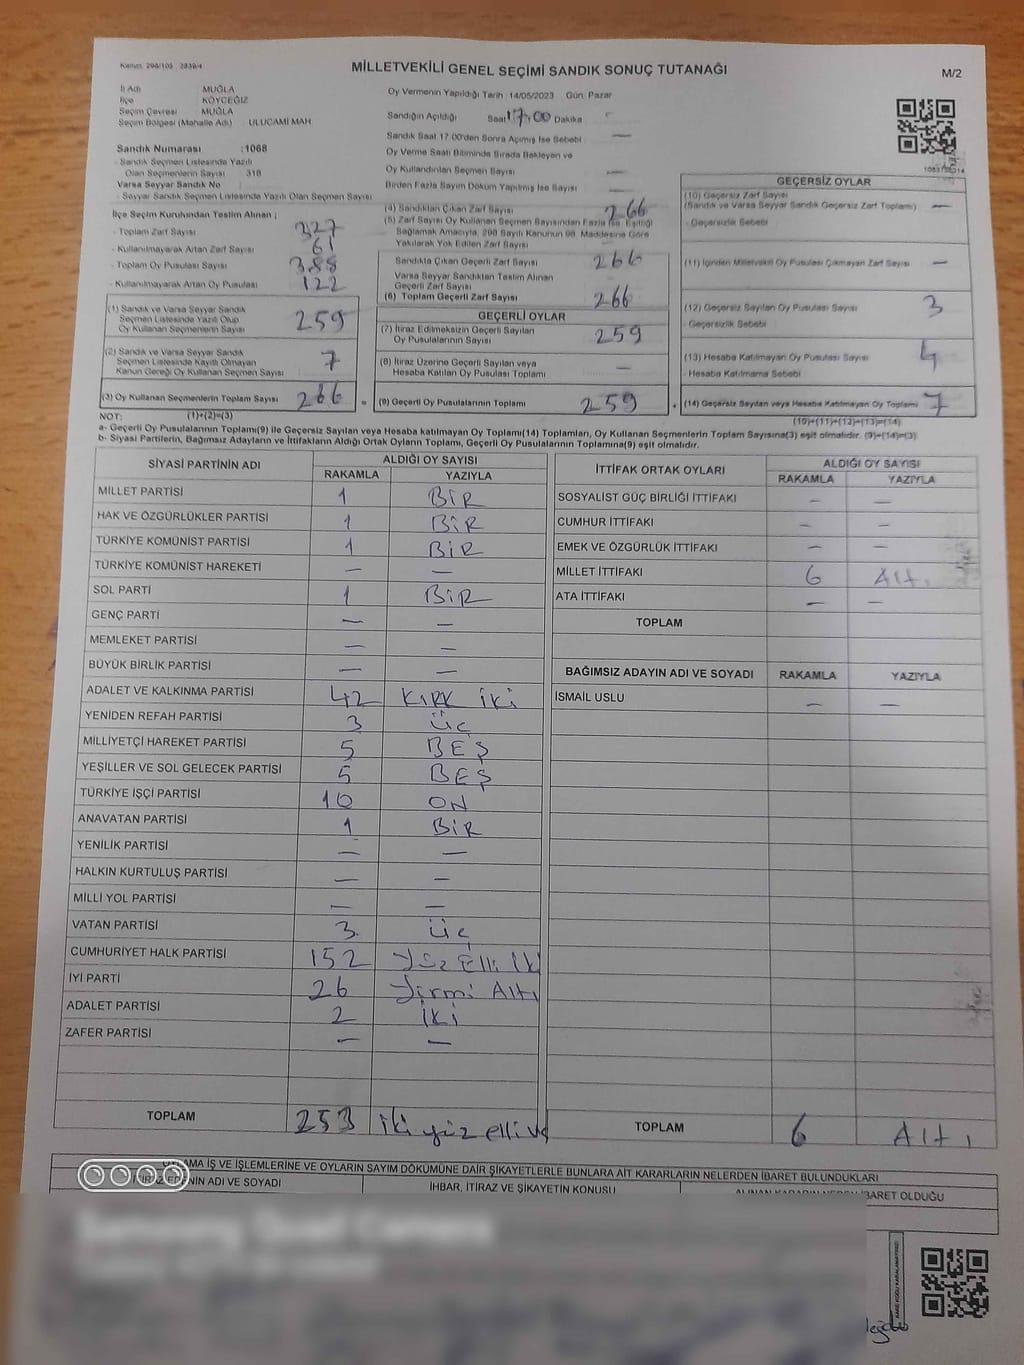 Kanun: 298/105 , 2839/4
MİLLETVEKİLİ GENEL SEÇİMİ SANDIK SONUÇ TUTANAĞI
M/2
İl Adı MUĞLA
İlçe KÖYCEĞİZ
Seçim Çevresi MUĞLA
Seçim Bölgesi (Mahalle Adı) : ULUCAMİ MAH.
Sandık Numarası :1068
- Sandık Seçmen Listesinde Yazılı
Olan Seçmenlerin Sayısı 318
Varsa Seyyar Sandık No
- Seyyar Sandık Seçmen Listesinde Yazılı Olan Seçmen Sayısı
İlçe Seçim Kurulundan Teslim Alınan ;
- Toplam Zarf Sayısı 327
- Kullanılmayarak Artan Zarf Sayısı 61
- Toplam Oy Pusulası Sayısı 388
- Kullanılmayarak Artan Oy Pusulası 122
(1) Sandık ve Varsa Seyyar Sandık
Seçmen Listesinde Yazılı Olup
Oy Kullanan Seçmenlerin Sayısı 259
(2) Sandık ve Varsa Seyyar Sandık
Seçmen Listesinde Kayıtlı Olmayan
Kanun Gereği Oy Kullanan Seçmen Sayısı 7
(3) Oy Kullanan Seçmenlerin Toplam Sayısı 266 =
Oy Vermenin Yapıldığı Tarih :14/05/2023 Gün: Pazar
Sandığın Açıldığı Saat 17:00 Dakika
Sandık Saat 17.00'den Sonra Açılmış İse Sebebi : —
Oy Verme Saati Bitiminde Sırada Bekleyen ve
Oy Kullandırılan Seçmen Sayısı —
Birden Fazla Sayım Döküm Yapılmış İse Sayısı —
(4) Sandıktan Çıkan Zarf Sayısı 266
(5) Zarf Sayısı Oy Kullanan Seçmen Sayısından Fazla İse, Eşitliği
Sağlamak Amacıyla, 298 Sayılı Kanunun 98. Maddesine Göre
Yakılarak Yok Edilen Zarf Sayısı
Sandıkta Çıkan Geçerli Zarf Sayısı 266
Varsa Seyyar Sandıktan Teslim Alınan
Geçerli Zarf Sayısı
(6) Toplam Geçerli Zarf Sayısı 266
GEÇERLİ OYLAR
(7) İtiraz Edilmeksizin Geçerli Sayılan
Oy Pusulalarının Sayısı 259
(8) İtiraz Üzerine Geçerli Sayılan veya
Hesaba Katılan Oy Pusulası Toplamı —
(9) Geçerli Oy Pusulalarının Toplamı 259 +
GEÇERSİZ OYLAR
(10) Geçersiz Zarf Sayısı
(Sandık ve Varsa Seyyar Sandık Geçersiz Zarf Toplamı) —
- Geçersizlik Sebebi
(11) İçinden Milletvekili Oy Pusulası Çıkmayan Zarf Sayısı —
(12) Geçersiz Sayılan Oy Pusulası Sayısı 3
- Geçersizlik Sebebi
(13) Hesaba Katılmayan Oy Pusulası Sayısı 4
- Hesaba Katılmama Sebebi
(14) Geçersiz Sayılan veya Hesaba Katılmayan Oy Toplamı 7
NOT: (1)+(2)=(3)
(10)+(11)+(12)+(13)=(14)
a- Geçerli Oy Pusulalarının Toplamı(9) ile Geçersiz Sayılan veya Hesaba katılmayan Oy Toplamı(14) Toplamları, Oy Kullanan Seçmenlerin Toplam Sayısına(3) eşit olmalıdır. (9)+(14)=(3)
b- Siyasi Partilerin, Bağımsız Adayların ve İttifakların Aldığı Ortak Oyların Toplamı, Geçerli Oy Pusulalarının Toplamına(9) eşit olmalıdır.
SİYASİ PARTİNİN ADI ALDIĞI OY SAYISI
RAKAMLA YAZIYLA
MİLLET PARTİSİ 1 BİR
HAK VE ÖZGÜRLÜKLER PARTİSİ 1 BİR
TÜRKİYE KOMÜNİST PARTİSİ 1 BİR
TÜRKİYE KOMÜNİST HAREKETİ — —
SOL PARTİ 1 BİR
GENÇ PARTİ — —
MEMLEKET PARTİSİ — —
BÜYÜK BİRLİK PARTİSİ — —
ADALET VE KALKINMA PARTİSİ 42 KIRK İKİ
YENİDEN REFAH PARTİSİ 3 ÜÇ
MİLLİYETÇİ HAREKET PARTİSİ 5 BEŞ
YEŞİLLER VE SOL GELECEK PARTİSİ 5 BEŞ
TÜRKİYE İŞÇİ PARTİSİ 10 ON
ANAVATAN PARTİSİ 1 BİR
YENİLİK PARTİSİ — —
HALKIN KURTULUŞ PARTİSİ — —
MİLLİ YOL PARTİSİ — —
VATAN PARTİSİ 3 ÜÇ
CUMHURİYET HALK PARTİSİ 152 Yüz Elli İki
İYİ PARTİ 26 Yirmi Altı
ADALET PARTİSİ 2 İKİ
ZAFER PARTİSİ — —
TOPLAM 253 iki yüz elli
İTTİFAK ORTAK OYLARI ALDIĞI OY SAYISI
RAKAMLA YAZIYLA
SOSYALİST GÜÇ BİRLİĞİ İTTİFAKI — —
CUMHUR İTTİFAKI — —
EMEK VE ÖZGÜRLÜK İTTİFAKI — —
MİLLET İTTİFAKI 6 Altı
ATA İTTİFAKI — —
TOPLAM
BAĞIMSIZ ADAYIN ADI VE SOYADI RAKAMLA YAZIYLA
İSMAİL USLU — —
TOPLAM 6 Altı
OYLAMA İŞ VE İŞLEMLERİNE VE OYLARIN SAYIM DÖKÜMÜNE DAİR ŞİKAYETLERLE BUNLARA AİT KARARLARIN NELERDEN İBARET BULUNDUKLARI
İTİRAZ EDENİN ADI VE SOYADI İHBAR, İTİRAZ VE ŞİKAYETİN KONUSU ALINAN KARARIN NEDEN İBARET OLDUĞU